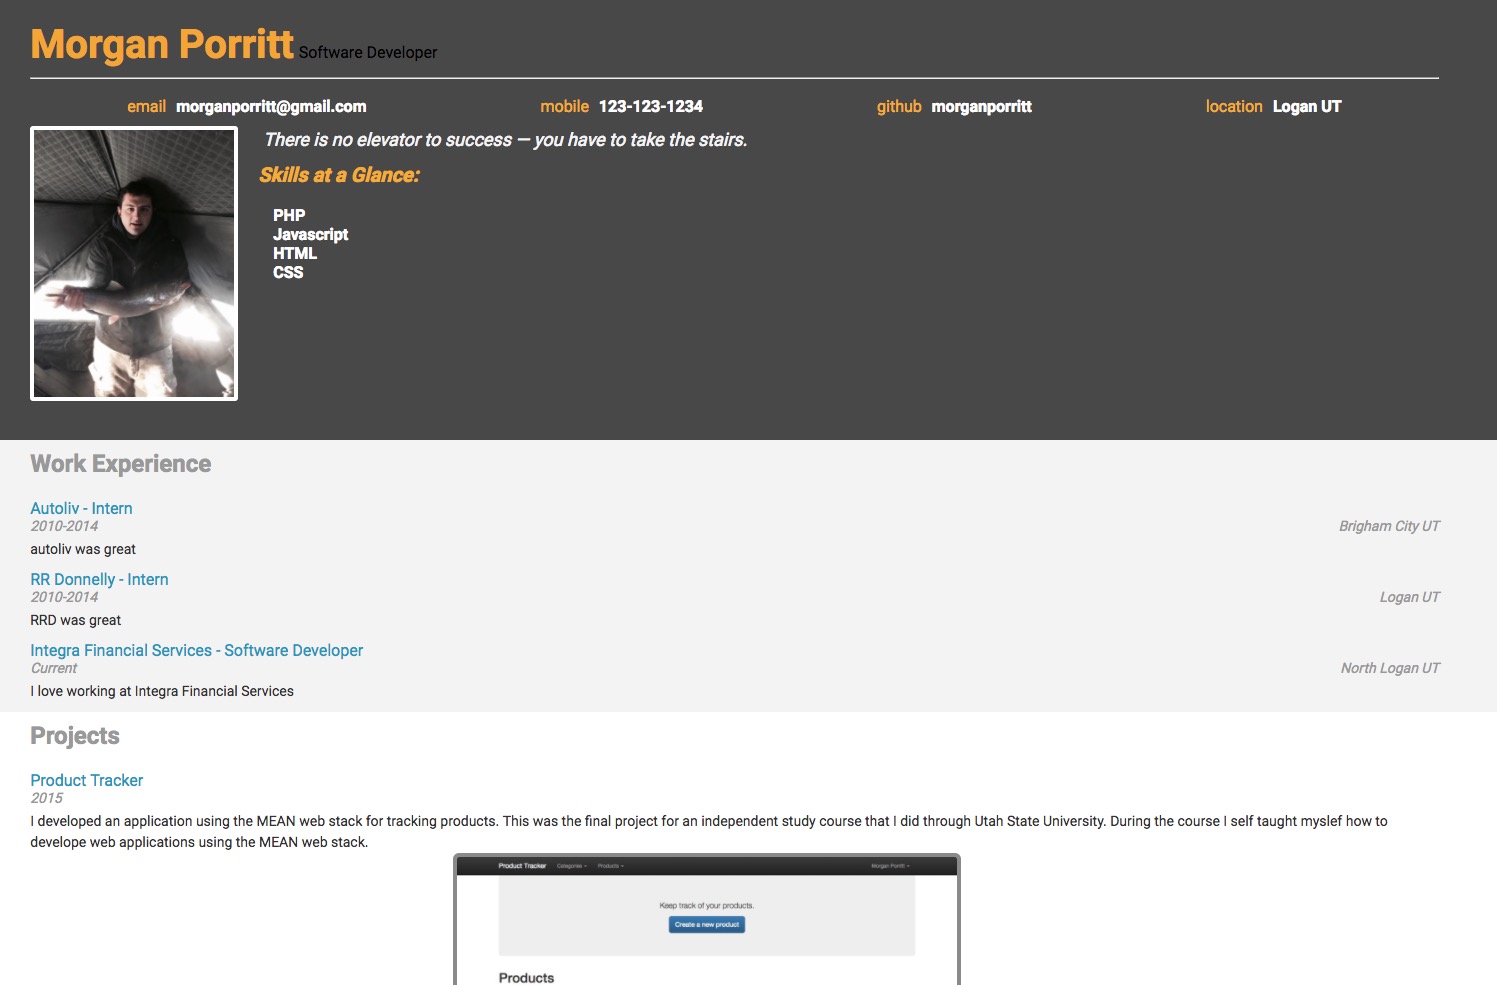 Morgan Porritt Software Developer
email morganporritt@gmail.com mobile 123-123-1234 github morganporritt location Logan UT
There is no elevator to success — you have to take the stairs.
Skills at a Glance:
PHP
Javascript
HTML
CSS
Work Experience
Autoliv - Intern
2010-2014 Brigham City UT
autoliv was great
RR Donnelly - Intern
2010-2014 Logan UT
RRD was great
Integra Financial Services - Software Developer
Current North Logan UT
I love working at Integra Financial Services
Projects
Product Tracker
2015
I developed an application using the MEAN web stack for tracking products. This was the final project for an independent study course that I did through Utah State University. During the course I self taught myslef how to
develope web applications using the MEAN web stack.
Product Tracker Categories Products Morgan Porritt
Keep track of your products.
Create a new product
Products